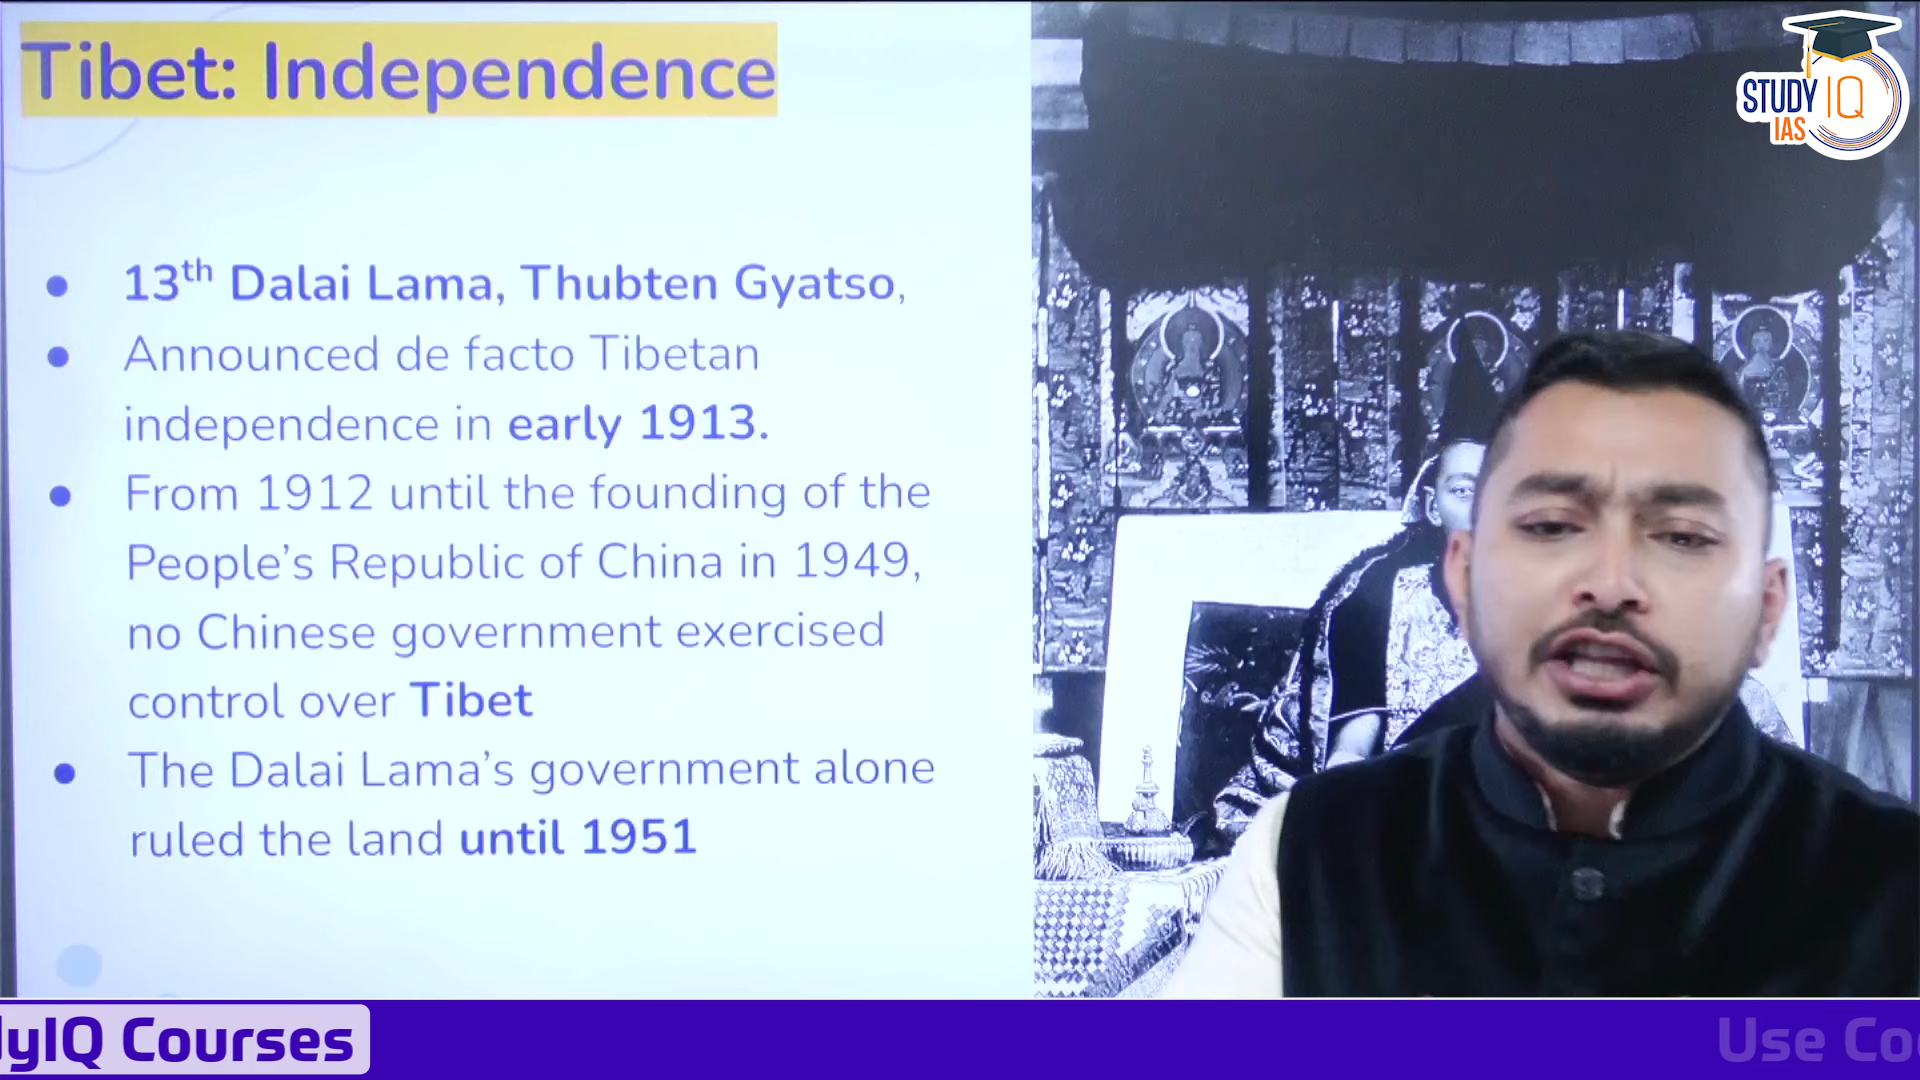 Tibet: Independence
STUDY IQ
IAS
• 13th Dalai Lama, Thubten Gyatso,
• Announced de facto Tibetan
independence in early 1913.
• From 1912 until the founding of the
People’s Republic of China in 1949,
no Chinese government exercised
control over Tibet
• The Dalai Lama’s government alone
ruled the land until 1951
dyIQ Courses
Use Co